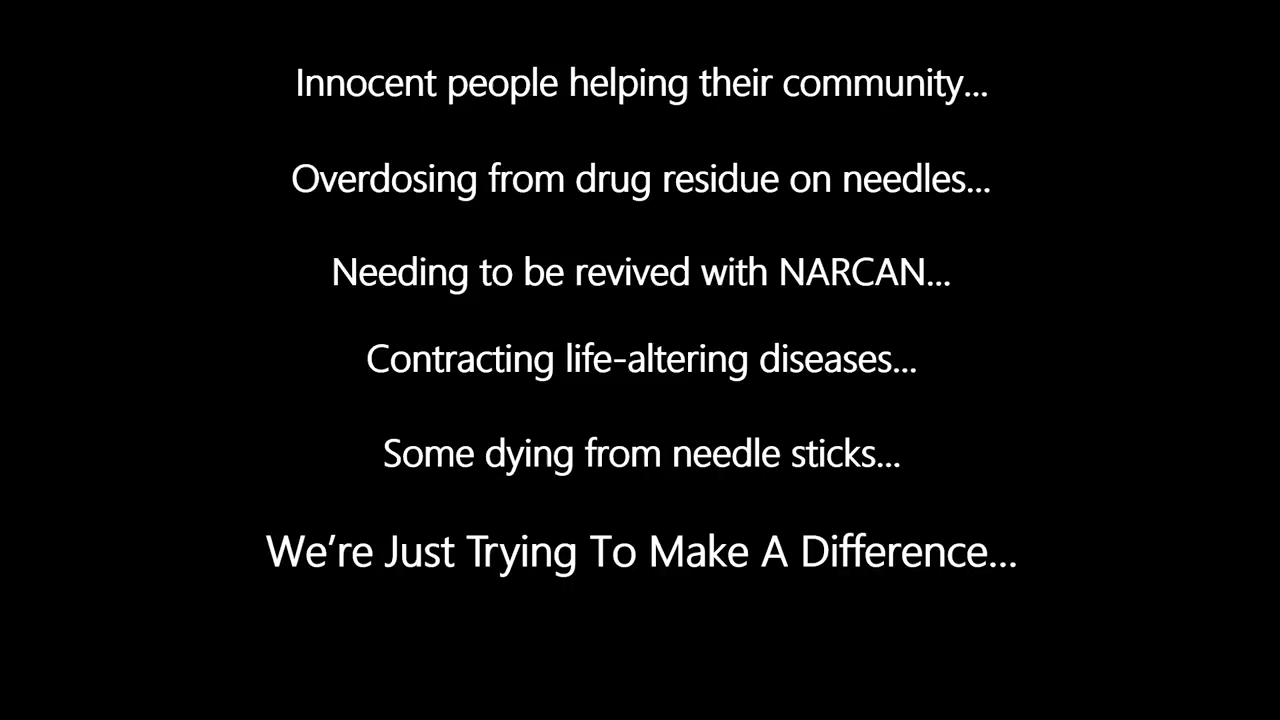 Innocent people helping their community...
Overdosing from drug residue on needles...
Needing to be revived with NARCAN...
Contracting life-altering diseases...
Some dying from needle sticks...
We’re Just Trying To Make A Difference...